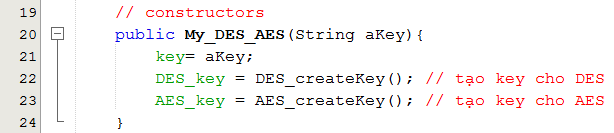 19 // constructors
20 public My_DES_AES(String aKey){
21 key= aKey;
22 DES_key = DES_createKey(); // tạo key cho DES
23 AES_key = AES_createKey(); // tạo key cho AES
24 }